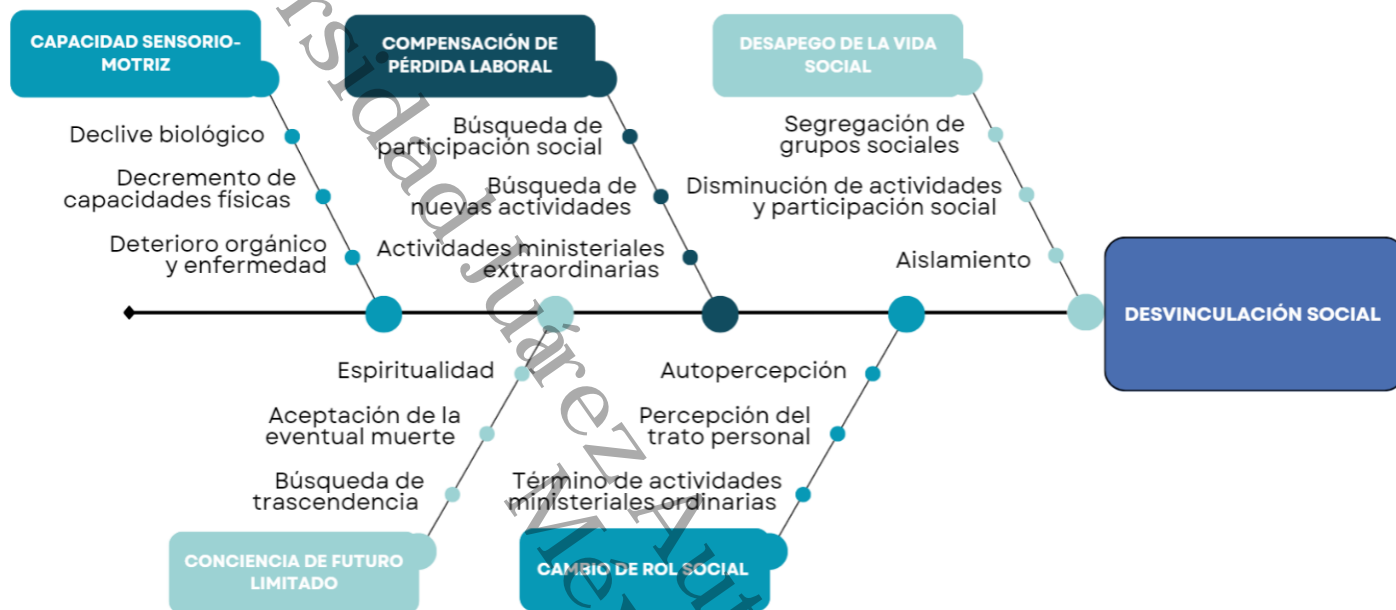 CAPACIDAD SENSORIO-
MOTRIZ
Declive biológico
Decremento de
capacidades físicas
Deterioro orgánico
y enfermedad
COMPENSACIÓN DE
PÉRDIDA LABORAL
Búsqueda de
participación social
Búsqueda de
nuevas actividades
Actividades ministeriales
extraordinarias
DESAPEGO DE LA VIDA
SOCIAL
Segregación de
grupos sociales
Disminución de actividades
y participación social
Aislamiento
DESVINCULACIÓN SOCIAL
Espiritualidad
Aceptación de la
eventual muerte
Búsqueda de
trascendencia
CONCIENCIA DE FUTURO
LIMITADO
Autopercepción
Percepción del
trato personal
Término de actividades
ministeriales ordinarias
CAMBIO DE ROL SOCIAL
Juárez